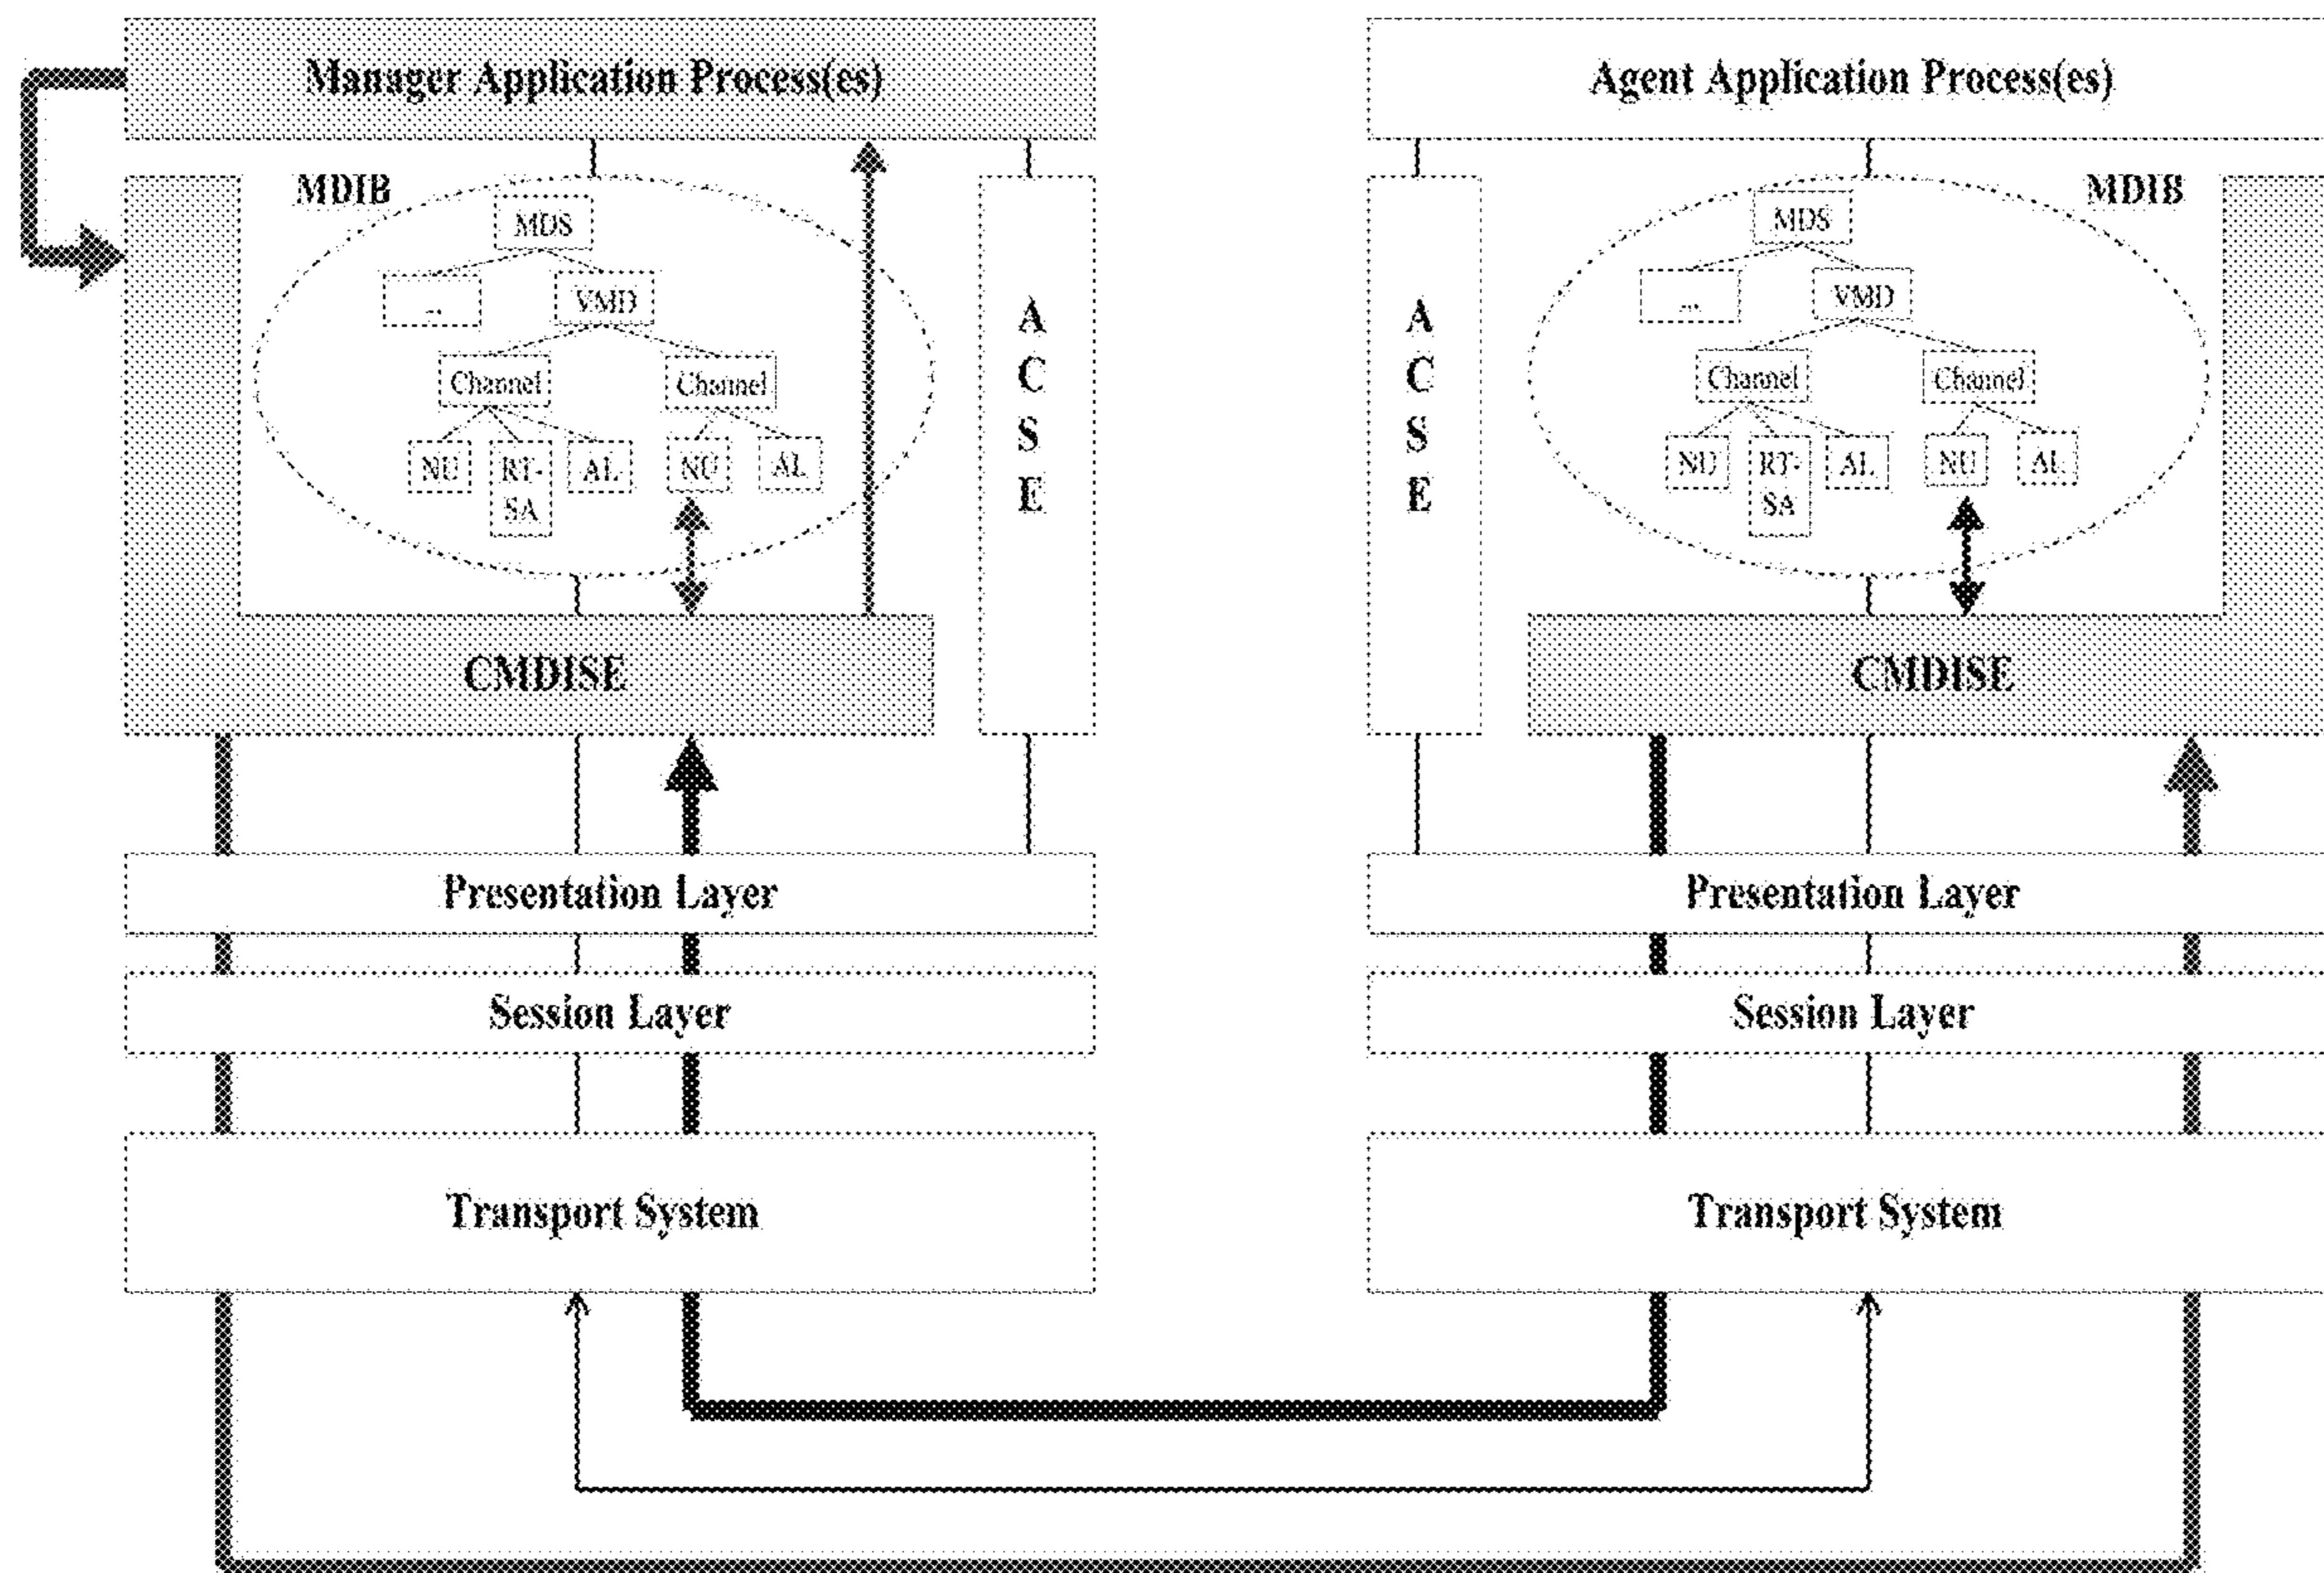 Manager Application Process(es)
MDIB
MDS
...
VMD
Channel
Channel
NU
RT-
SA
AL
NU
AL
A
C
S
E
CMDISE
Presentation Layer
Session Layer
Transport System
Agent Application Process(es)
A
C
S
E
MDIB
MDS
...
VMD
Channel
Channel
NU
RT-
SA
AL
NU
AL
CMDISE
Presentation Layer
Session Layer
Transport System